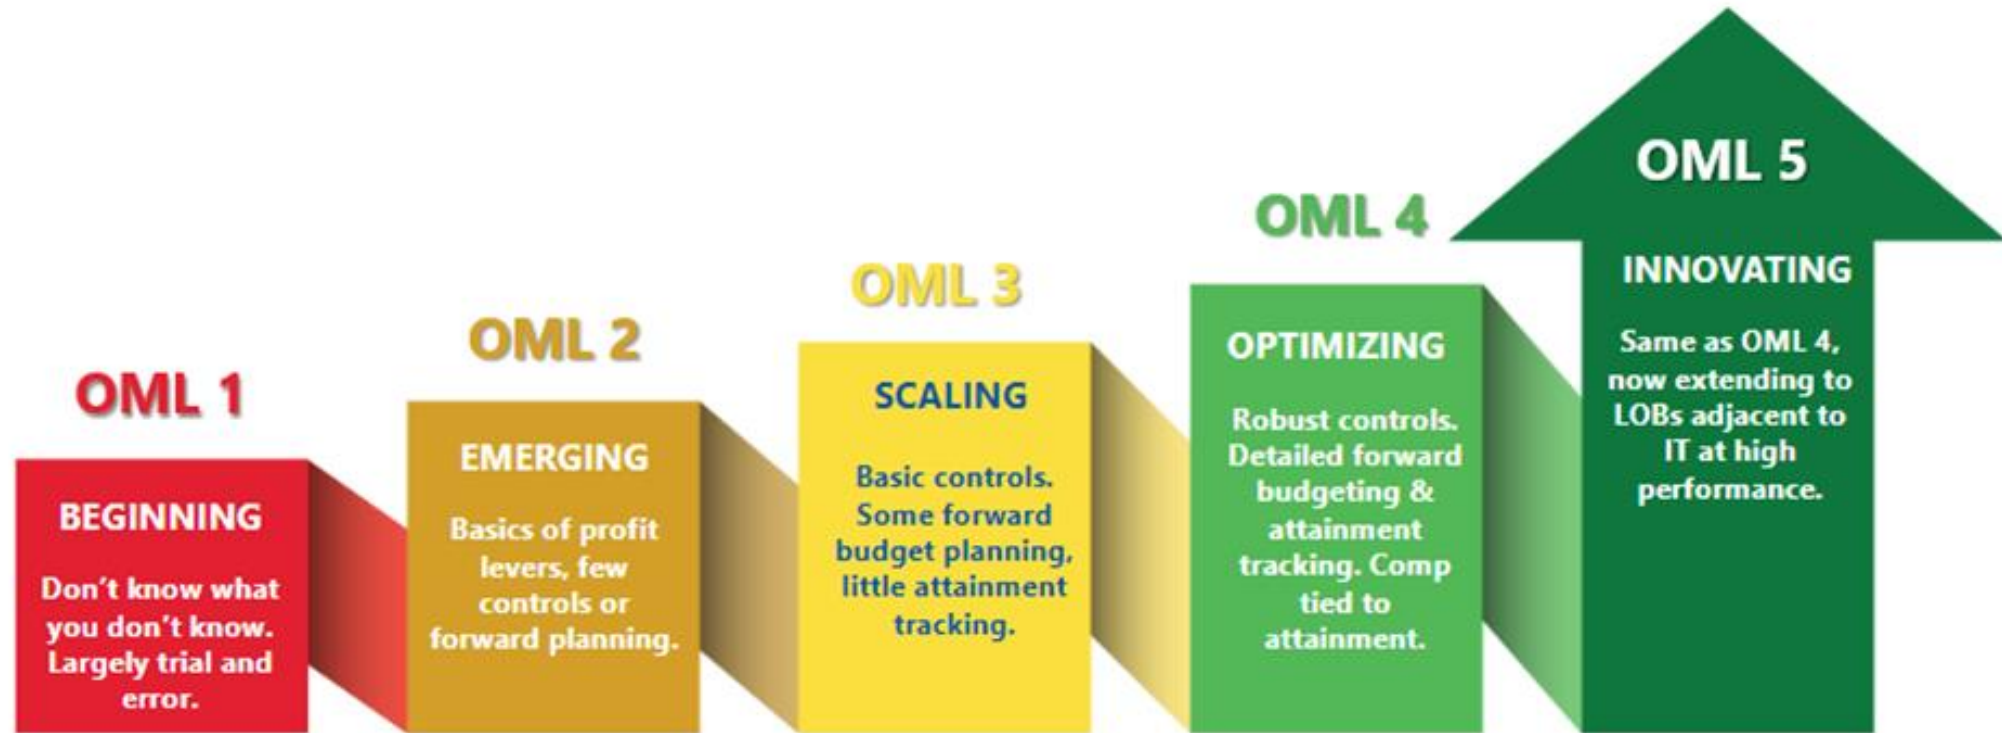 OML 1
BEGINNING
Don't know what
you don't know.
Largely trial and
error.
OML 2
EMERGING
Basics of profit
levers, few
controls or
forward planning.
OML 3
SCALING
Basic controls.
Some forward
budget planning,
little attainment
tracking.
OML 4
OPTIMIZING
Robust controls.
Detailed forward
budgeting &
attainment
tracking. Comp
tied to
attainment.
OML 5
INNOVATING
Same as OML 4,
now extending to
LOBs adjacent to
IT at high
performance.